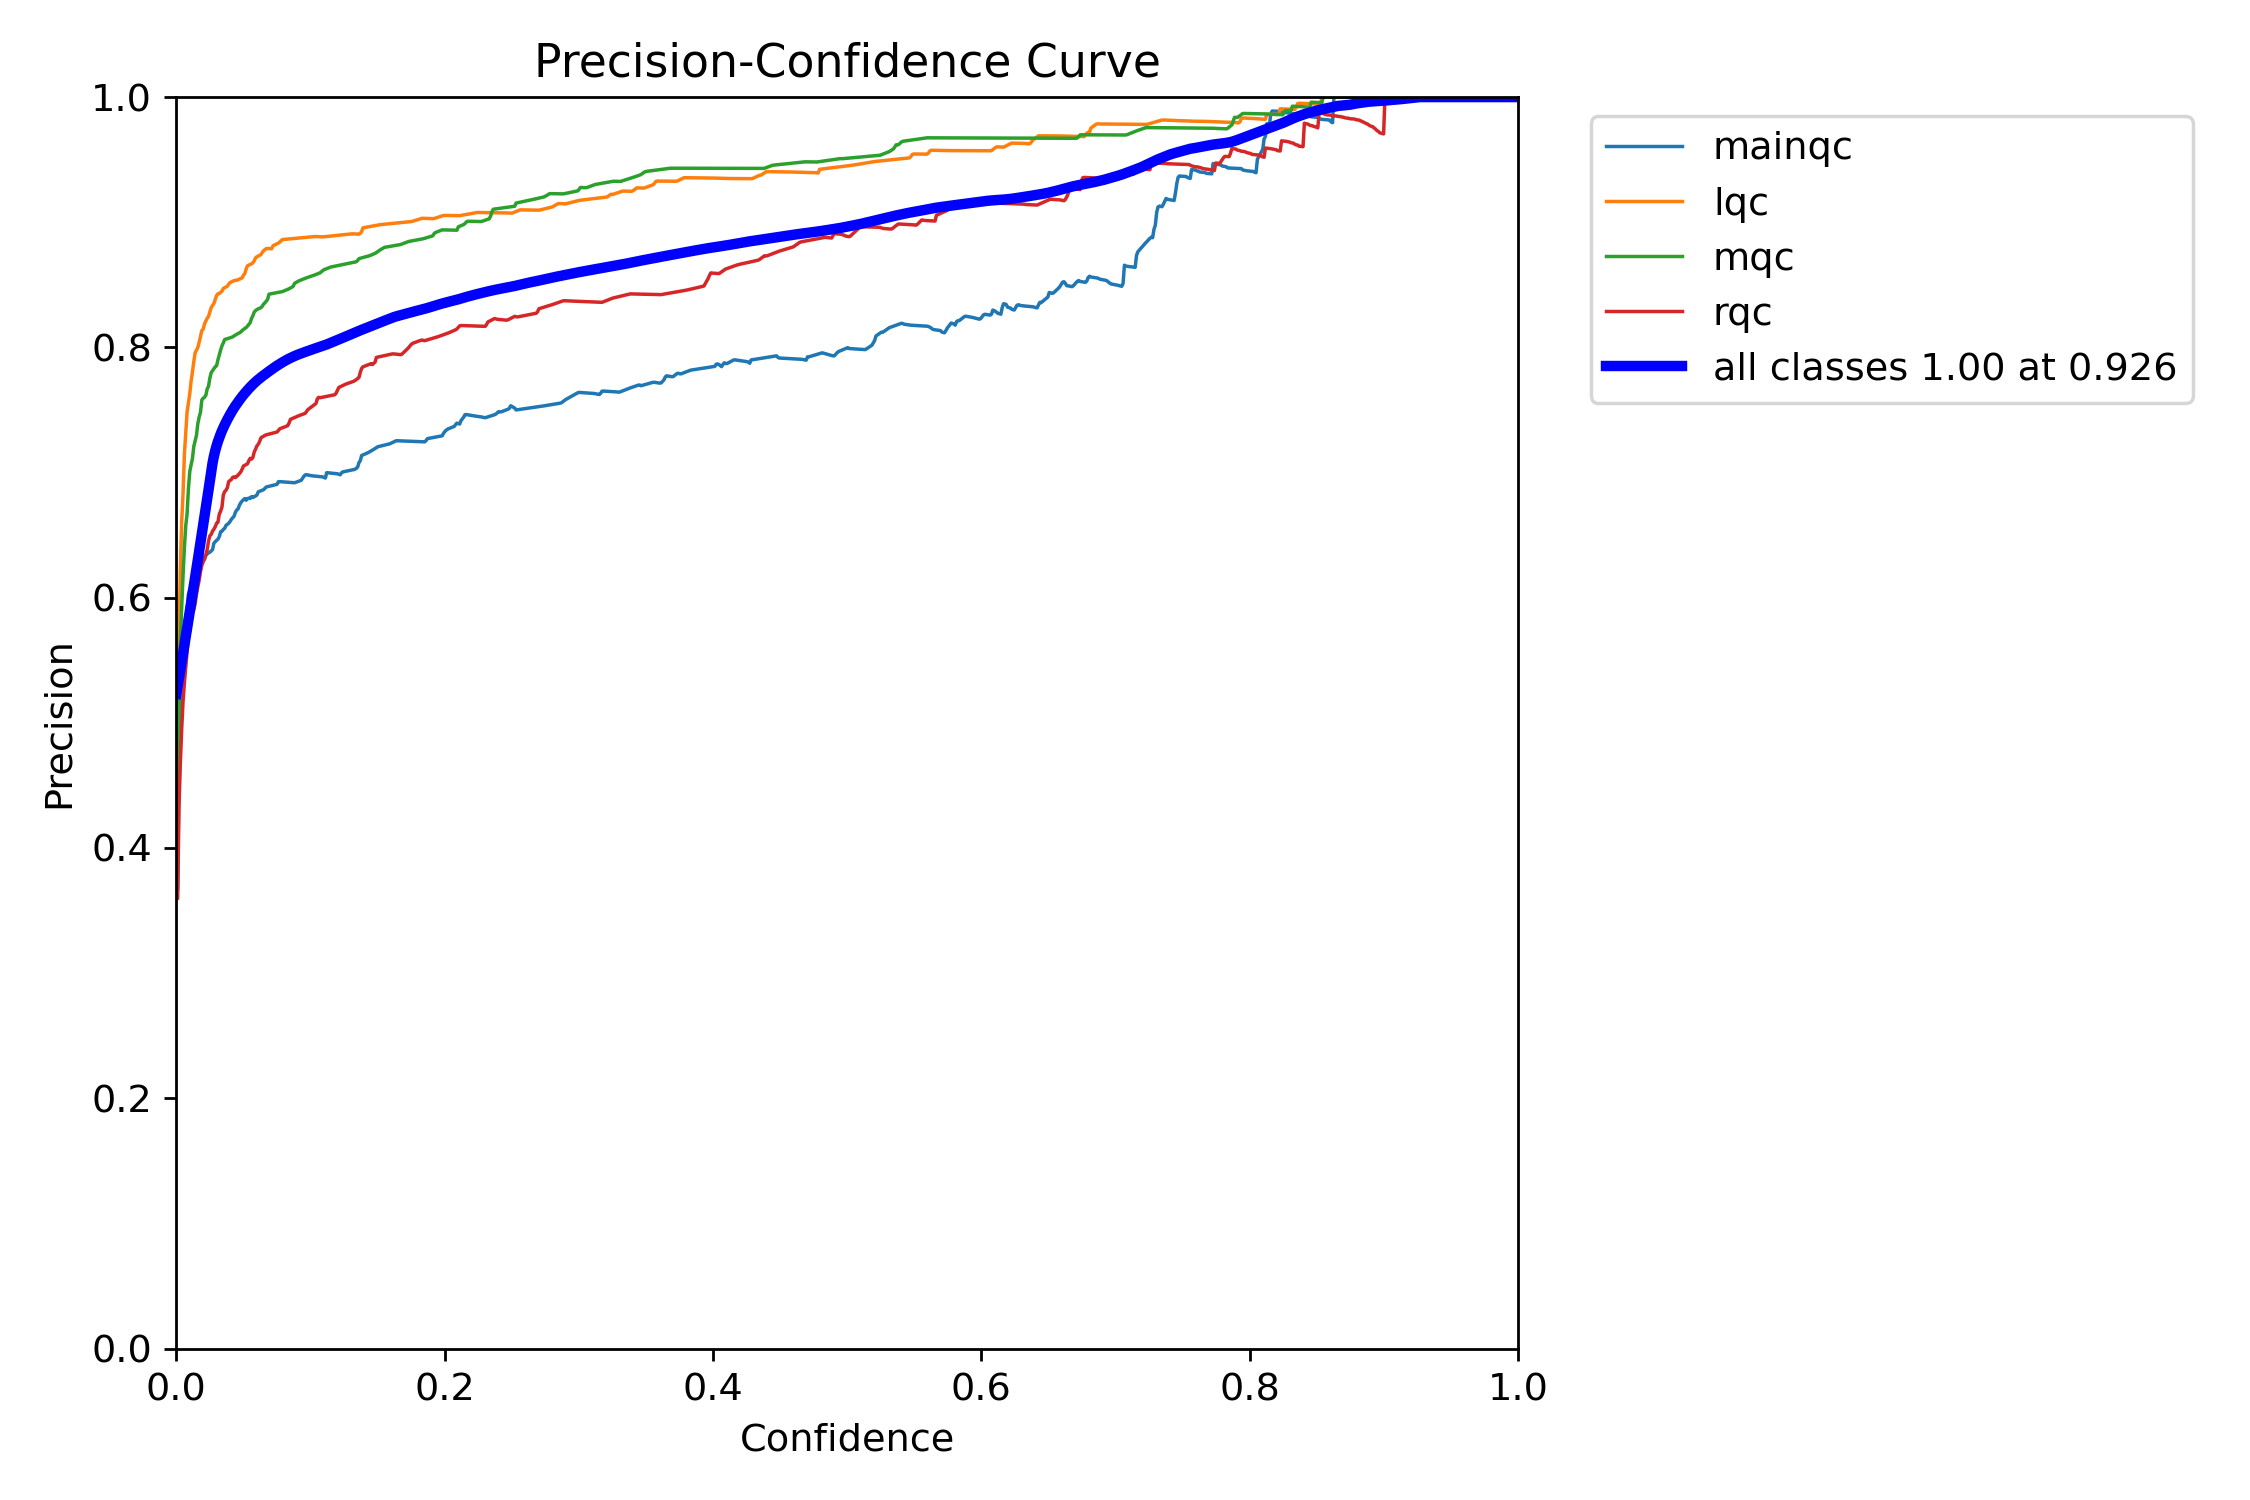 Precision-Confidence Curve
1.0
0.8
0.6
0.4
0.2
0.0
Precision
0.0 0.2 0.4 0.6 0.8 1.0
Confidence
mainqc
lqc
mqc
rqc
all classes 1.00 at 0.926